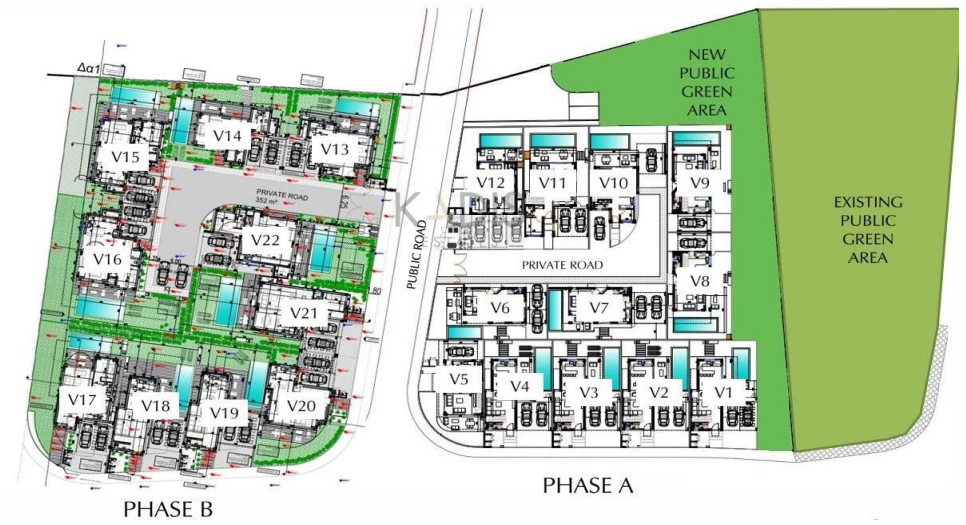 Δα1
V14
V13
V15
PRIVATE ROAD
352 m²
V22
V16
V21
V17
V18
V19
V20
PHASE B
PUBLIC ROAD
NEW
PUBLIC
GREEN
AREA
V12
V11
V10
V9
PRIVATE ROAD
V8
V6
V7
V5
V4
V3
V2
V1
PHASE A
EXISTING
PUBLIC
GREEN
AREA